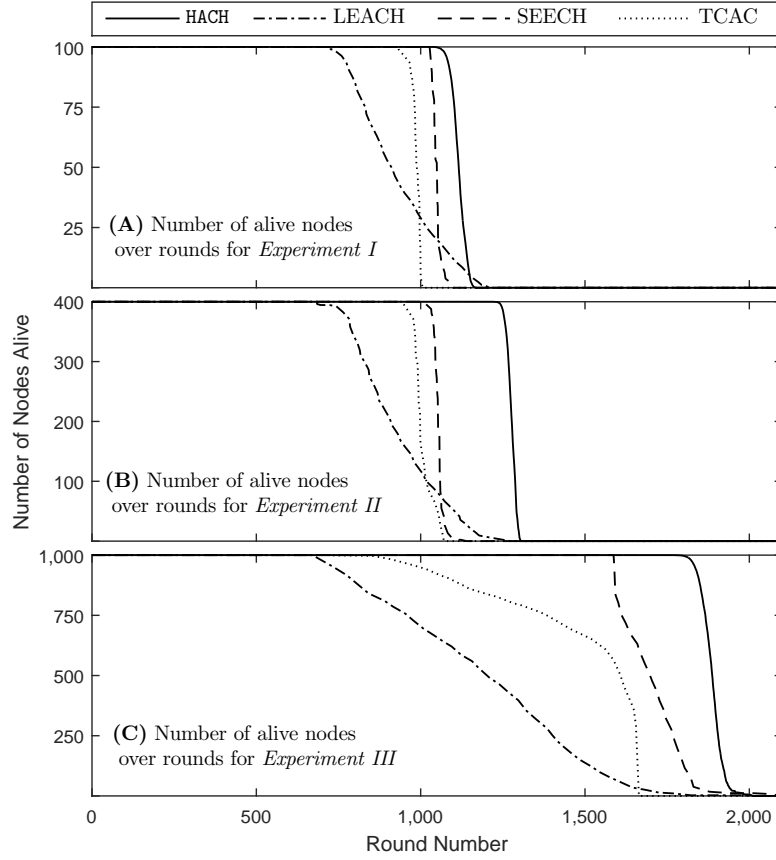 HACH LEACH SEECH TCAC
100
75
50
25
(A) Number of alive nodes
over rounds for Experiment I
400
300
200
100
(B) Number of alive nodes
over rounds for Experiment II
Number of Nodes Alive
1,000
750
500
250
(C) Number of alive nodes
over rounds for Experiment III
0 500 1,000 1,500 2,000
Round Number